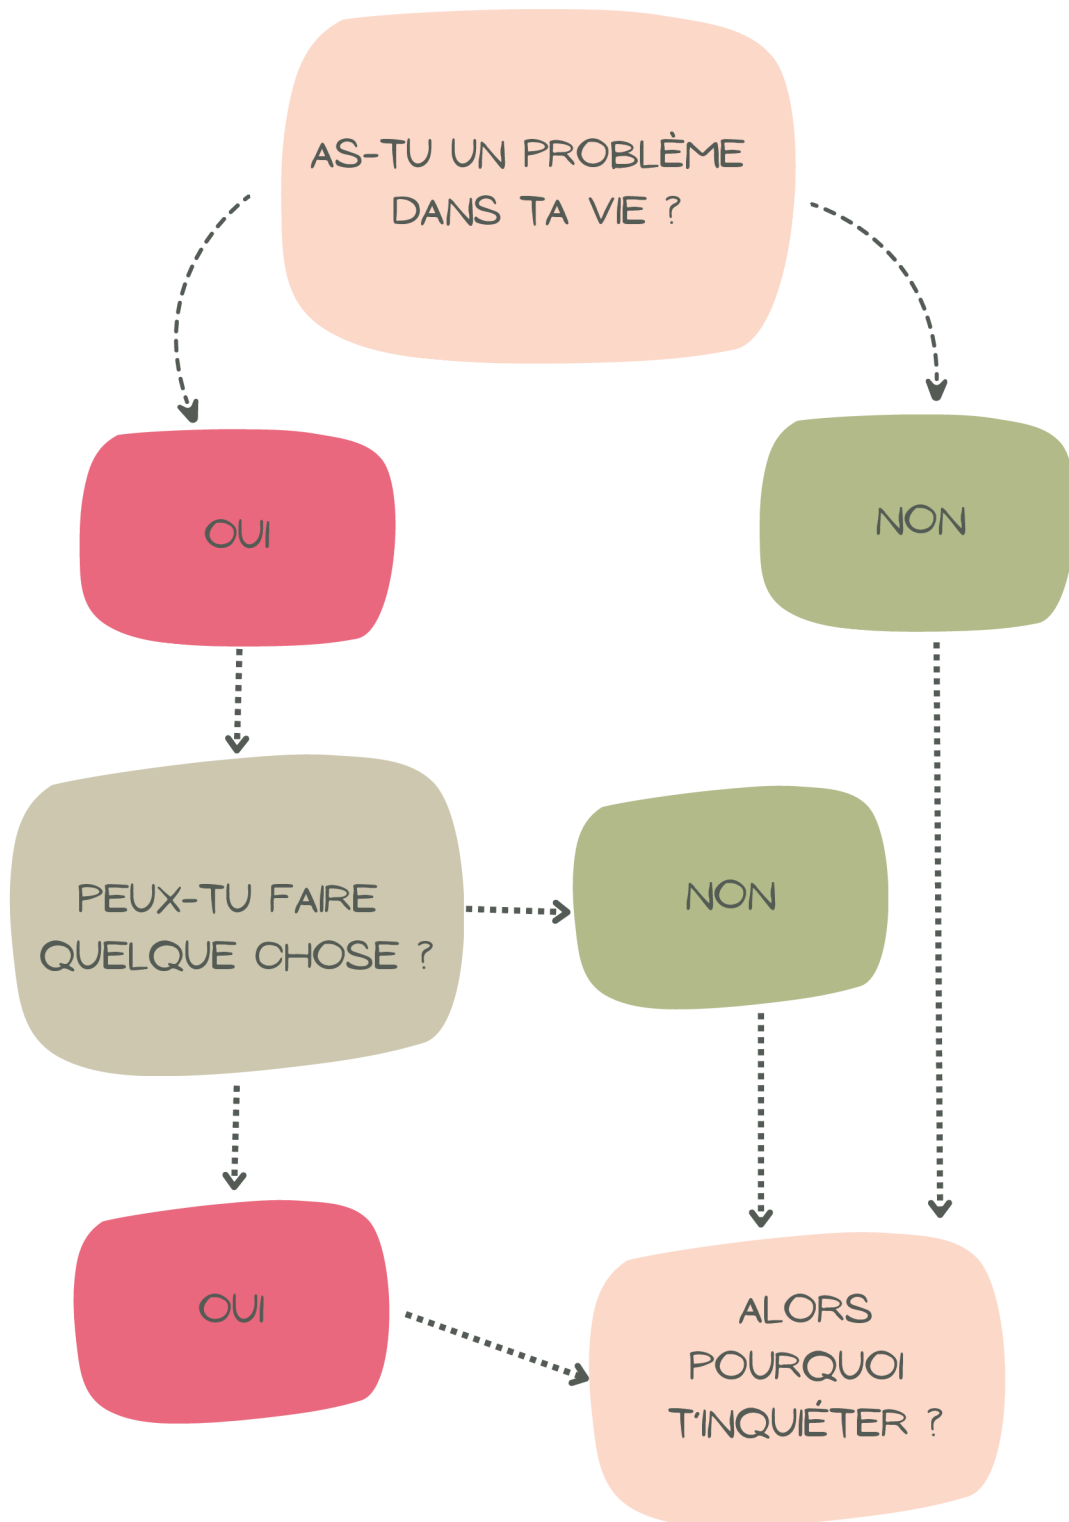 AS-TU UN PROBLÈME
DANS TA VIE ?
OUI
NON
PEUX-TU FAIRE
QUELQUE CHOSE ?
NON
OUI
ALORS
POURQUOI
T'INQUIÉTER ?